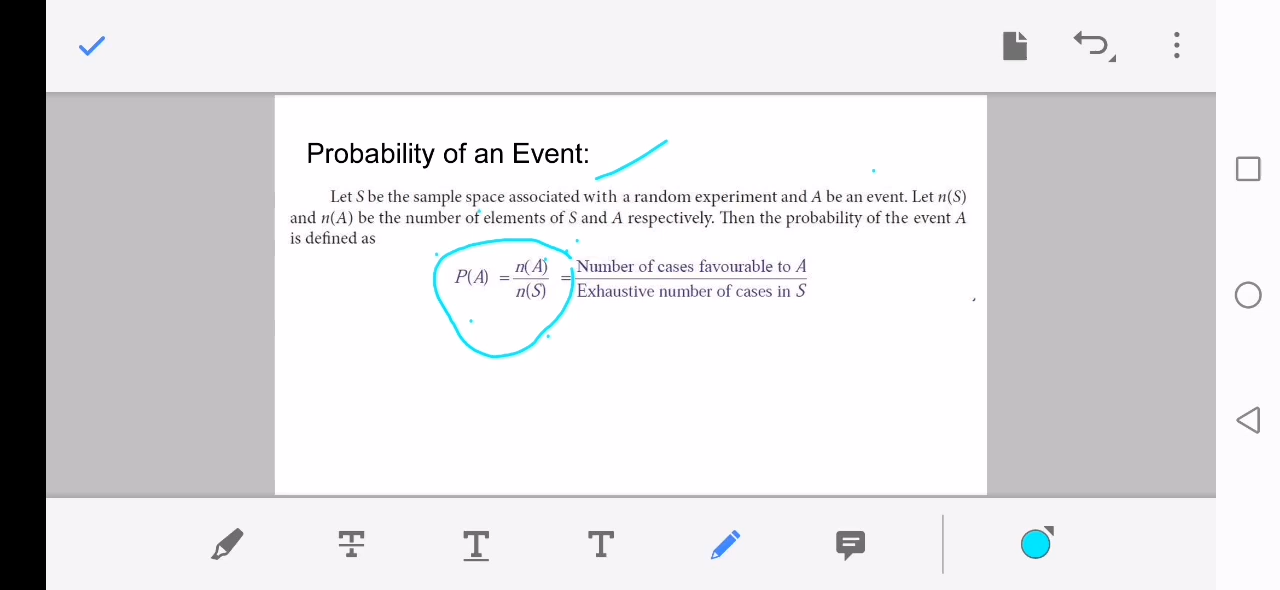 Probability of an Event:
Let S be the sample space associated with a random experiment and A be an event. Let n(S)
and n(A) be the number of elements of S and A respectively. Then the probability of the event A
is defined as
P(A) = n(A)/n(S) = Number of cases favourable to A/Exhaustive number of cases in S
T T T